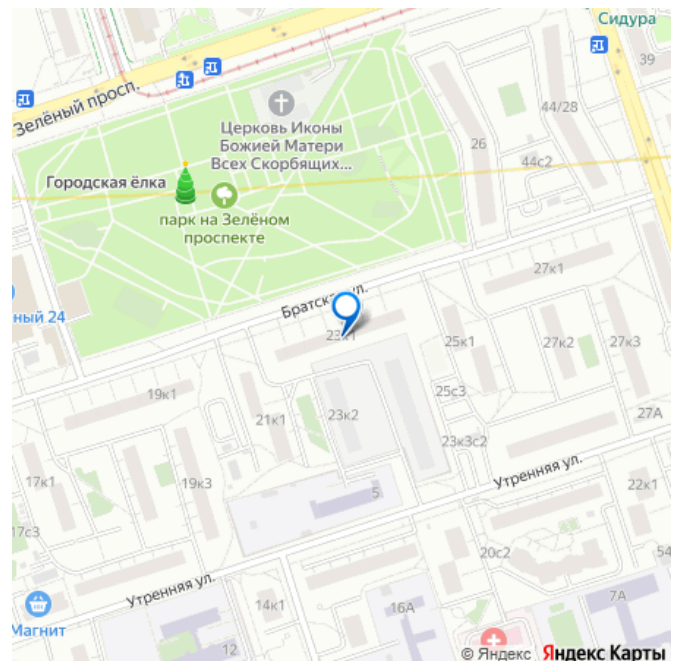 Сидура
39
Зелёный просп.
44/28
Церковь Иконы
Божией Матери
Всех Скорбящих...
26
44с2
Городская ёлка
парк на Зелёном
проспекте
27к1
Братская ул.
ный 24
23к1
25к1
27к2
27к3
19к1
25с3
21к1
23к2
27А
23к3с2
Утренняя ул.
17к1
19к3
5
22к1
17с3
20с2
54
Утренняя ул.
14к1
16А
7А
Магнит
12
© Яндекс Яндекс Карты